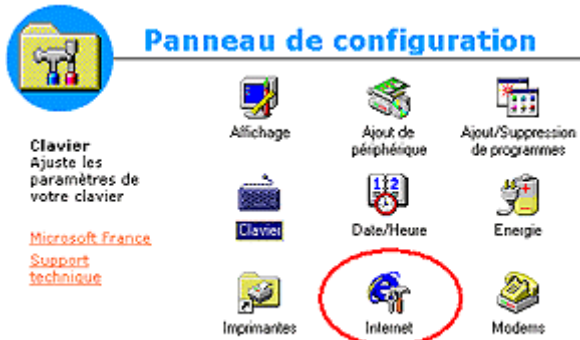 Panneau de configuration
Clavier
Ajuste les
paramètres de
votre clavier
Microsoft France
Support
technique
Affichage
Ajout de
périphérique
Ajout/Suppression
de programmes
Clavier
Date/Heure
Energie
Imprimantes
Internet
Modems